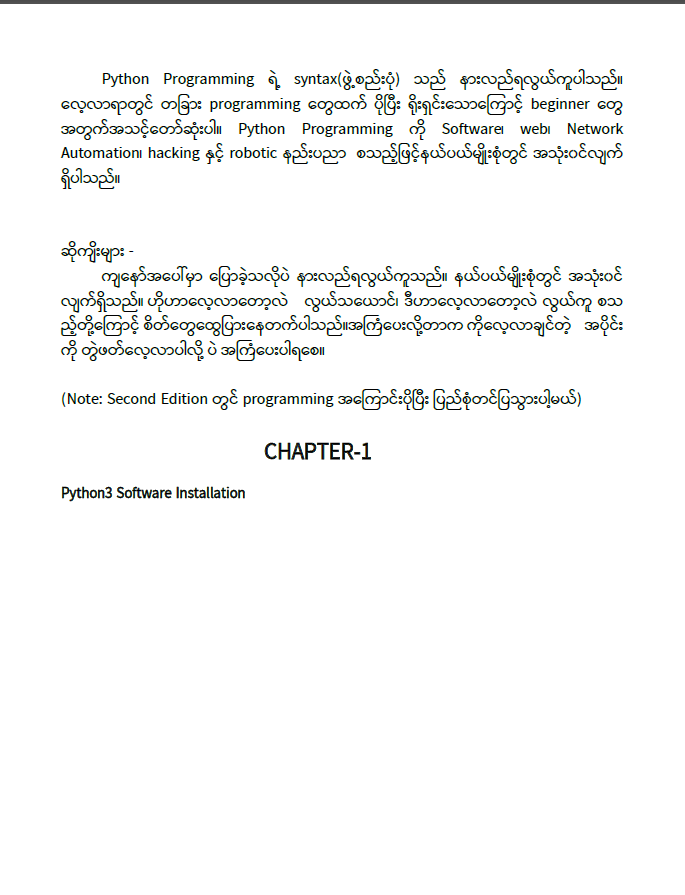 Python Programming ရဲ့ syntax(ဖွဲ့စည်းပုံ) သည် နားလည်ရလွယ်ကူပါသည်။
လေ့လာရာတွင် တခြား programming တွေထက် ပိုပြီး ရိုးရှင်းသောကြောင့် beginner တွေ
အတွက်အသင့်တော်ဆုံးပါ။ Python Programming ကို Software၊ web၊ Network
Automation၊ hacking နှင့် robotic နည်းပညာ စသည့်ဖြင့်နယ်ပယ်မျိုးစုံတွင် အသုံးဝင်လျက်
ရှိပါသည်။
ဆိုကျိုးများ -
ကျနော်အပေါ်မှာ ပြောခဲ့သလိုပဲ နားလည်ရလွယ်ကူသည်။ နယ်ပယ်မျိုးစုံတွင် အသုံးဝင်
လျက်ရှိသည်။ ဟိုဟာလေ့လာတော့လဲ လွယ်သယောင်၊ ဒီဟာလေ့လာတော့လဲ လွယ်ကူ စသ
ည့်တို့ကြောင့် စိတ်တွေထွေပြားနေတက်ပါသည်။အကြံပေးလို့တာက ကိုလေ့လာချင်တဲ့ အပိုင်း
ကို တွဲဖတ်လေ့လာပါလို့ ပဲ အကြံပေးပါရစေ။
(Note: Second Edition တွင် programming အကြောင်းပိုပြီး ပြည်စုံတင်ပြသွားပါ့မယ်)
CHAPTER-1
Python3 Software Installation